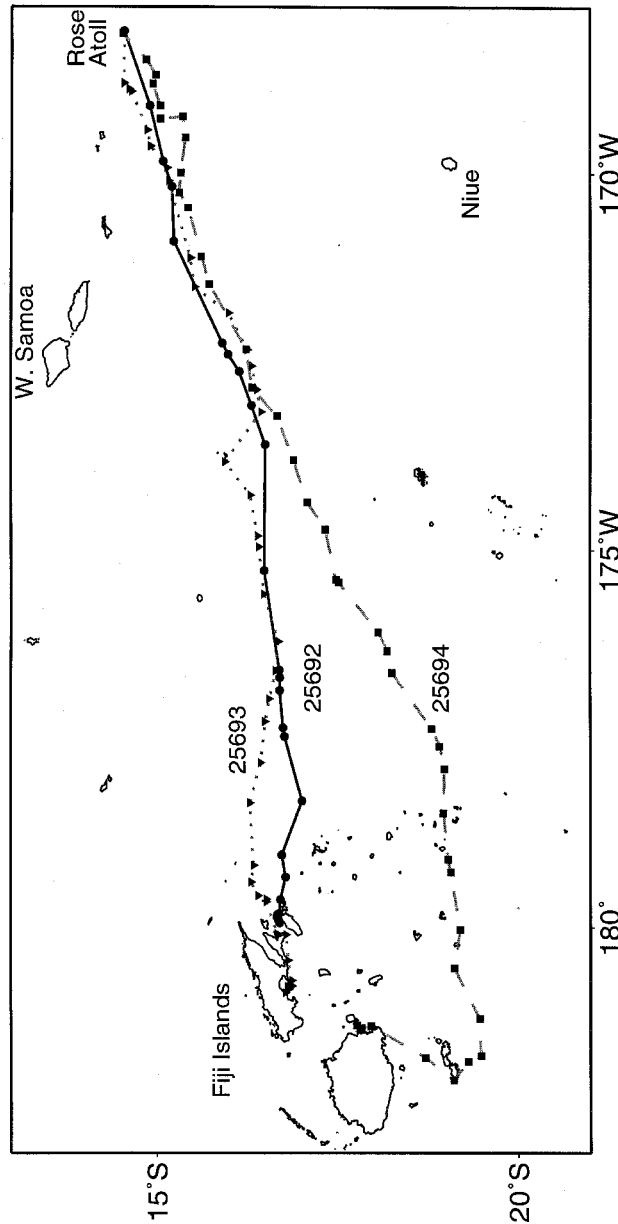 Rose
Atoll
W. Samoa
Niue
Fiji Islands
25693
25692
25694
15°S
20°S
180°
175°W
170°W